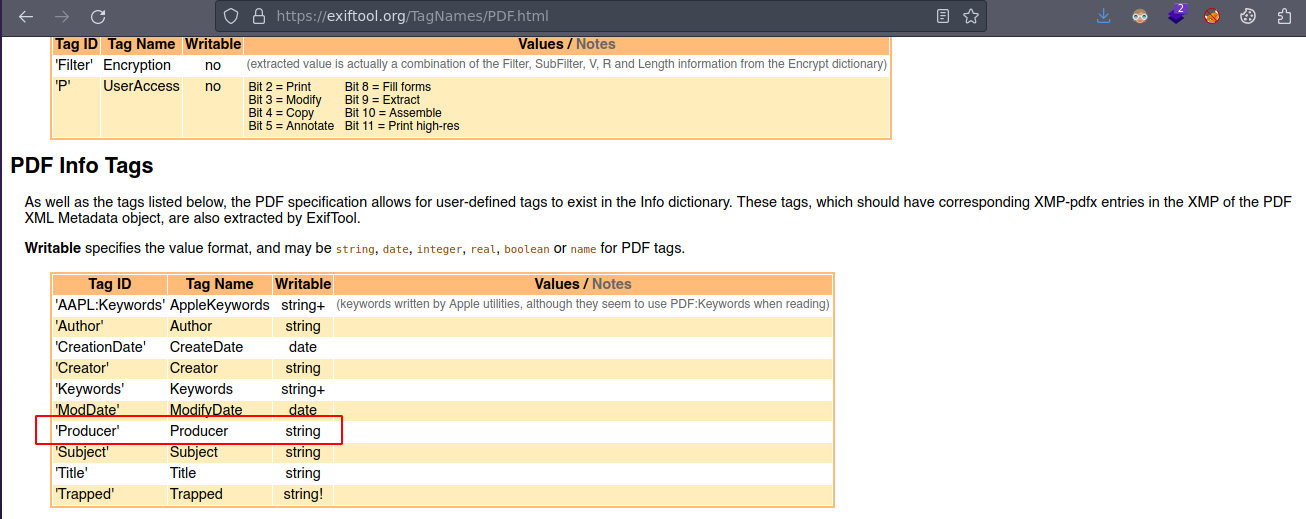 https://exiftool.org/TagNames/PDF.html
2
Tag ID Tag Name Writable Values / Notes
'Filter' Encryption no (extracted value is actually a combination of the Filter, SubFilter, V, R and Length information from the Encrypt dictionary)
'P' UserAccess no Bit 2 = Print Bit 8 = Fill forms
Bit 3 = Modify Bit 9 = Extract
Bit 4 = Copy Bit 10 = Assemble
Bit 5 = Annotate Bit 11 = Print high-res
PDF Info Tags
As well as the tags listed below, the PDF specification allows for user-defined tags to exist in the Info dictionary. These tags, which should have corresponding XMP-pdfx entries in the XMP of the PDF
XML Metadata object, are also extracted by ExifTool.
Writable specifies the value format, and may be string, date, integer, real, boolean or name for PDF tags.
Tag ID Tag Name Writable Values / Notes
'AAPL:Keywords' AppleKeywords string+ (keywords written by Apple utilities, although they seem to use PDF:Keywords when reading)
'Author' Author string
'CreationDate' CreateDate date
'Creator' Creator string
'Keywords' Keywords string+
'ModDate' ModifyDate date
'Producer' Producer string
'Subject' Subject string
'Title' Title string
'Trapped' Trapped string!